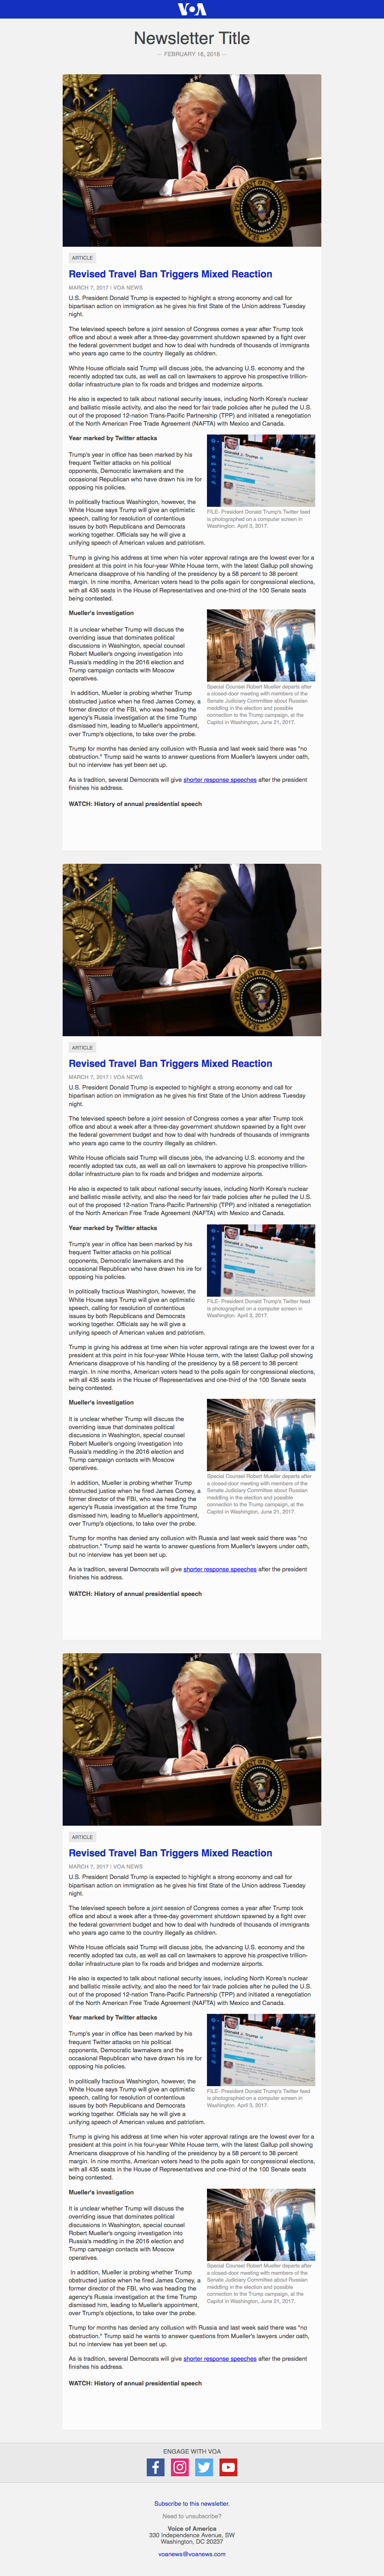 VOA
Newsletter Title
— FEBRUARY 16, 2018 —
ARTICLE
Revised Travel Ban Triggers Mixed Reaction
MARCH 7, 2017 | VOA NEWS
U.S. President Donald Trump is expected to highlight a strong economy and call for
bipartisan action on immigration as he gives his first State of the Union address Tuesday
night.
The televised speech before a joint session of Congress comes a year after Trump took
office and about a week after a three-day government shutdown spawned by a fight over
the federal government budget and how to deal with hundreds of thousands of immigrants
who years ago came to the country illegally as children.
White House officials said Trump will discuss jobs, the advancing U.S. economy and the
recently adopted tax cuts, as well as call on lawmakers to approve his prospective trillion-
dollar infrastructure plan to fix roads and bridges and modernize airports.
He also is expected to talk about national security issues, including North Korea's nuclear
and ballistic missile activity, and also the need for fair trade policies after he pulled the U.S.
out of the proposed 12-nation Trans-Pacific Partnership (TPP) and initiated a renegotiation
of the North American Free Trade Agreement (NAFTA) with Mexico and Canada.
Year marked by Twitter attacks
Trump's year in office has been marked by his
frequent Twitter attacks on his political
opponents, Democratic lawmakers and the
occasional Republican who have drawn his ire for
opposing his policies.
FILE- President Donald Trump's Twitter feed
is photographed on a computer screen in
Washington. April 3, 2017.
In politically fractious Washington, however, the
White House says Trump will give an optimistic
speech, calling for resolution of contentious
issues by both Republicans and Democrats
working together. Officials say he will give a
unifying speech of American values and patriotism.
Trump is giving his address at time when his voter approval ratings are the lowest ever for a
president at this point in his four-year White House term, with the latest Gallup poll showing
Americans disapprove of his handling of the presidency by a 58 percent to 38 percent
margin. In nine months, American voters head to the polls again for congressional elections,
with all 435 seats in the House of Representatives and one-third of the 100 Senate seats
being contested.
Mueller's investigation
It is unclear whether Trump will discuss the
overriding issue that dominates political
discussions in Washington, special counsel
Robert Mueller's ongoing investigation into
Russia's meddling in the 2016 election and
Trump campaign contacts with Moscow
operatives.
Special Counsel Robert Mueller departs after
a closed-door meeting with members of the
Senate Judiciary Committee about Russian
meddling in the election and possible
connection to the Trump campaign, at the
Capitol in Washington, June 21, 2017.
In addition, Mueller is probing whether Trump
obstructed justice when he fired James Comey, a
former director of the FBI, who was heading the
agency's Russia investigation at the time Trump
dismissed him, leading to Mueller's appointment,
over Trump's objections, to take over the probe.
Trump for months has denied any collusion with Russia and last week said there was "no
obstruction." Trump said he wants to answer questions from Mueller's lawyers under oath,
but no interview has yet been set up.
As is tradition, several Democrats will give shorter response speeches after the president
finishes his address.
WATCH: History of annual presidential speech
ARTICLE
Revised Travel Ban Triggers Mixed Reaction
MARCH 7, 2017 | VOA NEWS
U.S. President Donald Trump is expected to highlight a strong economy and call for
bipartisan action on immigration as he gives his first State of the Union address Tuesday
night.
The televised speech before a joint session of Congress comes a year after Trump took
office and about a week after a three-day government shutdown spawned by a fight over
the federal government budget and how to deal with hundreds of thousands of immigrants
who years ago came to the country illegally as children.
White House officials said Trump will discuss jobs, the advancing U.S. economy and the
recently adopted tax cuts, as well as call on lawmakers to approve his prospective trillion-
dollar infrastructure plan to fix roads and bridges and modernize airports.
He also is expected to talk about national security issues, including North Korea's nuclear
and ballistic missile activity, and also the need for fair trade policies after he pulled the U.S.
out of the proposed 12-nation Trans-Pacific Partnership (TPP) and initiated a renegotiation
of the North American Free Trade Agreement (NAFTA) with Mexico and Canada.
Year marked by Twitter attacks
Trump's year in office has been marked by his
frequent Twitter attacks on his political
opponents, Democratic lawmakers and the
occasional Republican who have drawn his ire for
opposing his policies.
FILE- President Donald Trump's Twitter feed
is photographed on a computer screen in
Washington. April 3, 2017.
In politically fractious Washington, however, the
White House says Trump will give an optimistic
speech, calling for resolution of contentious
issues by both Republicans and Democrats
working together. Officials say he will give a
unifying speech of American values and patriotism.
Trump is giving his address at time when his voter approval ratings are the lowest ever for a
president at this point in his four-year White House term, with the latest Gallup poll showing
Americans disapprove of his handling of the presidency by a 58 percent to 38 percent
margin. In nine months, American voters head to the polls again for congressional elections,
with all 435 seats in the House of Representatives and one-third of the 100 Senate seats
being contested.
Mueller's investigation
It is unclear whether Trump will discuss the
overriding issue that dominates political
discussions in Washington, special counsel
Robert Mueller's ongoing investigation into
Russia's meddling in the 2016 election and
Trump campaign contacts with Moscow
operatives.
Special Counsel Robert Mueller departs after
a closed-door meeting with members of the
Senate Judiciary Committee about Russian
meddling in the election and possible
connection to the Trump campaign, at the
Capitol in Washington, June 21, 2017.
In addition, Mueller is probing whether Trump
obstructed justice when he fired James Comey, a
former director of the FBI, who was heading the
agency's Russia investigation at the time Trump
dismissed him, leading to Mueller's appointment,
over Trump's objections, to take over the probe.
Trump for months has denied any collusion with Russia and last week said there was "no
obstruction." Trump said he wants to answer questions from Mueller's lawyers under oath,
but no interview has yet been set up.
As is tradition, several Democrats will give shorter response speeches after the president
finishes his address.
WATCH: History of annual presidential speech
ARTICLE
Revised Travel Ban Triggers Mixed Reaction
MARCH 7, 2017 | VOA NEWS
U.S. President Donald Trump is expected to highlight a strong economy and call for
bipartisan action on immigration as he gives his first State of the Union address Tuesday
night.
The televised speech before a joint session of Congress comes a year after Trump took
office and about a week after a three-day government shutdown spawned by a fight over
the federal government budget and how to deal with hundreds of thousands of immigrants
who years ago came to the country illegally as children.
White House officials said Trump will discuss jobs, the advancing U.S. economy and the
recently adopted tax cuts, as well as call on lawmakers to approve his prospective trillion-
dollar infrastructure plan to fix roads and bridges and modernize airports.
He also is expected to talk about national security issues, including North Korea's nuclear
and ballistic missile activity, and also the need for fair trade policies after he pulled the U.S.
out of the proposed 12-nation Trans-Pacific Partnership (TPP) and initiated a renegotiation
of the North American Free Trade Agreement (NAFTA) with Mexico and Canada.
Year marked by Twitter attacks
Trump's year in office has been marked by his
frequent Twitter attacks on his political
opponents, Democratic lawmakers and the
occasional Republican who have drawn his ire for
opposing his policies.
FILE- President Donald Trump's Twitter feed
is photographed on a computer screen in
Washington. April 3, 2017.
In politically fractious Washington, however, the
White House says Trump will give an optimistic
speech, calling for resolution of contentious
issues by both Republicans and Democrats
working together. Officials say he will give a
unifying speech of American values and patriotism.
Trump is giving his address at time when his voter approval ratings are the lowest ever for a
president at this point in his four-year White House term, with the latest Gallup poll showing
Americans disapprove of his handling of the presidency by a 58 percent to 38 percent
margin. In nine months, American voters head to the polls again for congressional elections,
with all 435 seats in the House of Representatives and one-third of the 100 Senate seats
being contested.
Mueller's investigation
It is unclear whether Trump will discuss the
overriding issue that dominates political
discussions in Washington, special counsel
Robert Mueller's ongoing investigation into
Russia's meddling in the 2016 election and
Trump campaign contacts with Moscow
operatives.
Special Counsel Robert Mueller departs after
a closed-door meeting with members of the
Senate Judiciary Committee about Russian
meddling in the election and possible
connection to the Trump campaign, at the
Capitol in Washington, June 21, 2017.
In addition, Mueller is probing whether Trump
obstructed justice when he fired James Comey, a
former director of the FBI, who was heading the
agency's Russia investigation at the time Trump
dismissed him, leading to Mueller's appointment,
over Trump's objections, to take over the probe.
Trump for months has denied any collusion with Russia and last week said there was "no
obstruction." Trump said he wants to answer questions from Mueller's lawyers under oath,
but no interview has yet been set up.
As is tradition, several Democrats will give shorter response speeches after the president
finishes his address.
WATCH: History of annual presidential speech
ENGAGE WITH VOA
Subscribe to this newsletter.
Need to unsubscribe?
Voice of America
330 Independence Avenue, SW
Washington, DC 20237
voanews@voanews.com